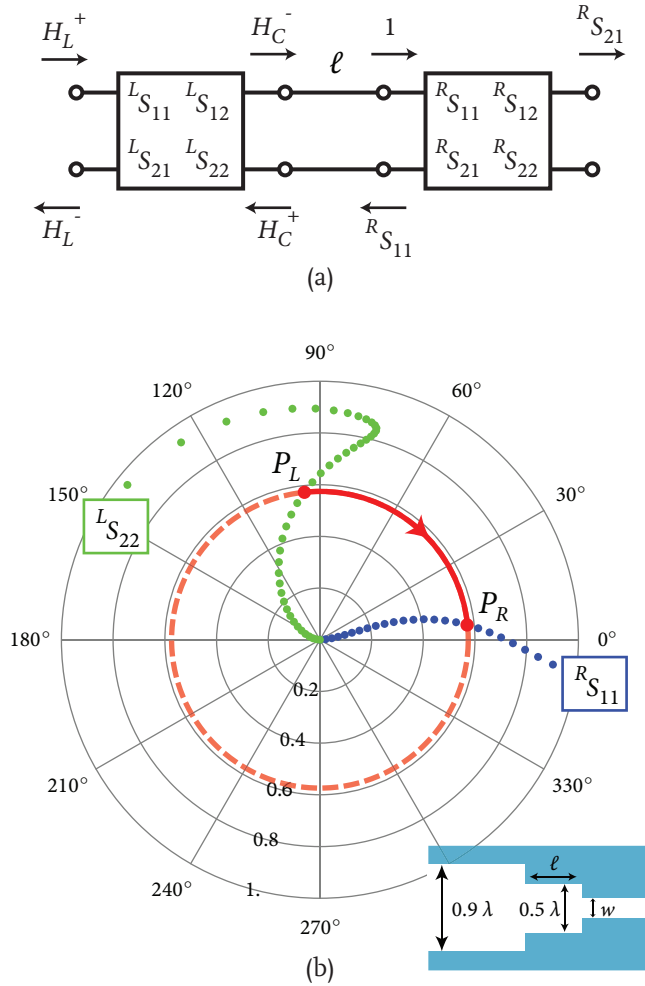 H_L^+ H_C^- ℓ 1 ^R S_21
^L S_11 ^L S_12 ^R S_11 ^R S_12
^L S_21 ^L S_22 ^R S_21 ^R S_22
H_L^- H_C^+ ^R S_11
(a)
90°
120° 60°
P_L
150° 30°
^L S_22
P_R
180° 0°
^R S_11
0.2
0.4
210° 330°
0.6
0.8
ℓ
240° 1. 0.9 λ 0.5 λ w
270°
(b)